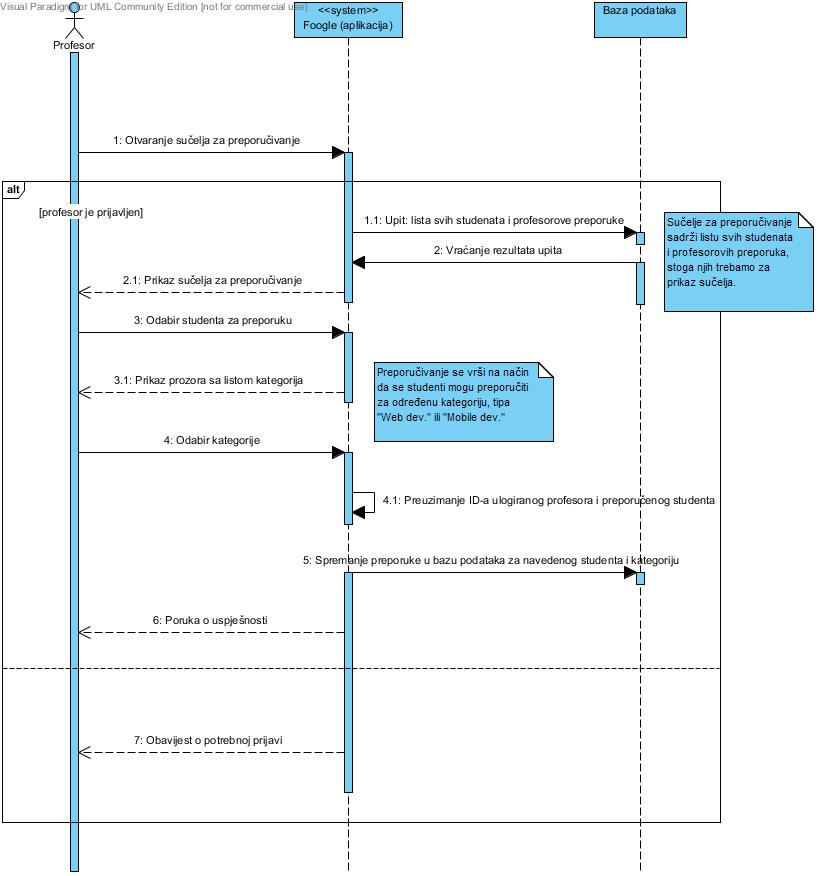 Visual Paradigm for UML Community Edition [not for commercial use]
Profesor
<<system>>
Foogle (aplikacija)
Baza podataka
1: Otvaranje sučelja za preporučivanje
alt
[profesor je prijavljen]
1.1: Upit: lista svih studenata i profesorove preporuke
Sučelje za preporučivanje
sadrži listu svih studenata
i profesorovih preporuka,
stoga njih trebamo za
prikaz sučelja.
2: Vraćanje rezultata upita
2.1: Prikaz sučelja za preporučivanje
3: Odabir studenta za preporuku
3.1: Prikaz prozora sa listom kategorija
Preporučivanje se vrši na način
da se studenti mogu preporučiti
za određenu kategoriju, tipa
"Web dev." ili "Mobile dev."
4: Odabir kategorije
4.1: Preuzimanje ID-a ulogiranog profesora i preporučenog studenta
5: Spremanje preporuke u bazu podataka za navedenog studenta i kategoriju
6: Poruka o uspješnosti
7: Obavijest o potrebnoj prijavi